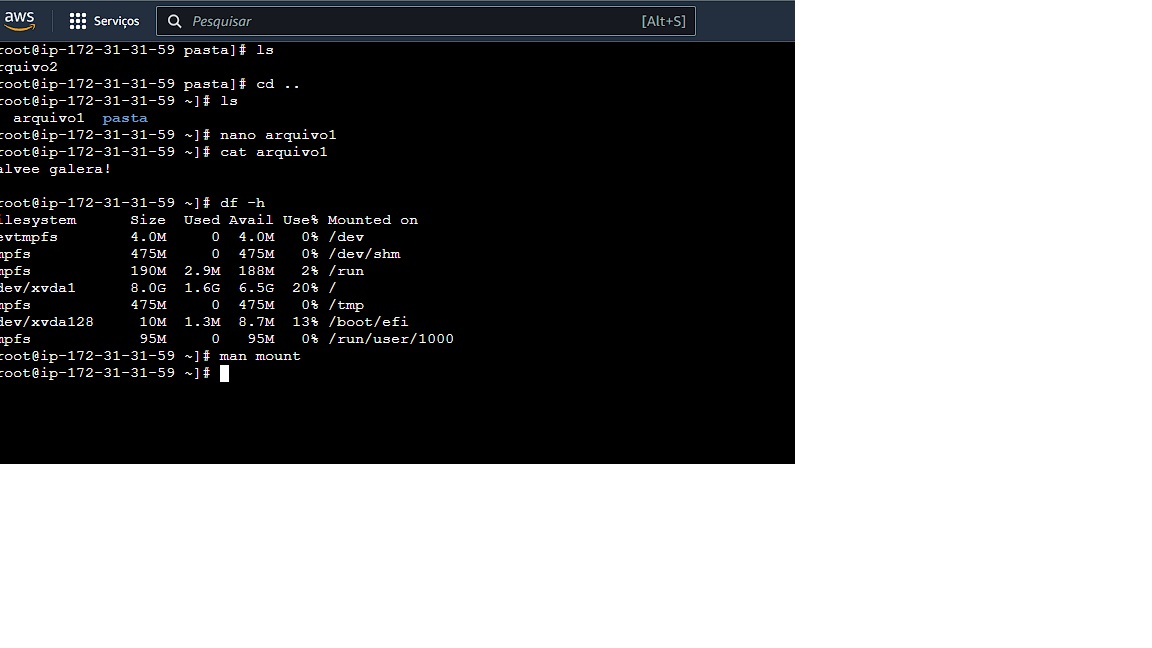 aws Serviços Pesquisar [Alt+S]
root@ip-172-31-31-59 pasta]# ls
rquivo2
root@ip-172-31-31-59 pasta]# cd ..
root@ip-172-31-31-59 ~]# ls
arquivo1 pasta
root@ip-172-31-31-59 ~]# nano arquivo1
root@ip-172-31-31-59 ~]# cat arquivo1
alvee galera!
root@ip-172-31-31-59 ~]# df -h
ilesystem Size Used Avail Use% Mounted on
evtmpfs 4.0M 0 4.0M 0% /dev
mpfs 475M 0 475M 0% /dev/shm
mpfs 190M 2.9M 188M 2% /run
dev/xvda1 8.0G 1.6G 6.5G 20% /
mpfs 475M 0 475M 0% /tmp
dev/xvda128 10M 1.3M 8.7M 13% /boot/efi
mpfs 95M 0 95M 0% /run/user/1000
root@ip-172-31-31-59 ~]# man mount
root@ip-172-31-31-59 ~]#